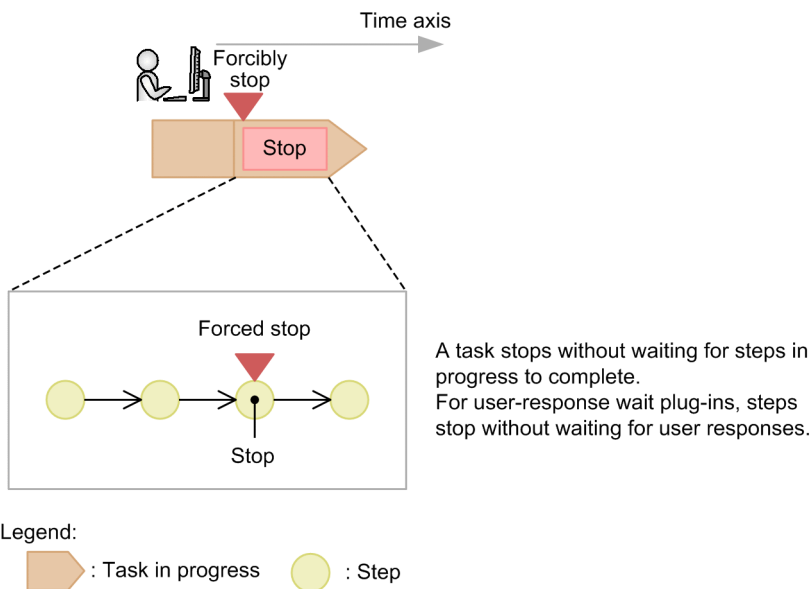 Time axis
Forcibly
stop
Stop
Forced stop
Stop
A task stops without waiting for steps in
progress to complete.
For user-response wait plug-ins, steps
stop without waiting for user responses.
Legend:
: Task in progress
: Step